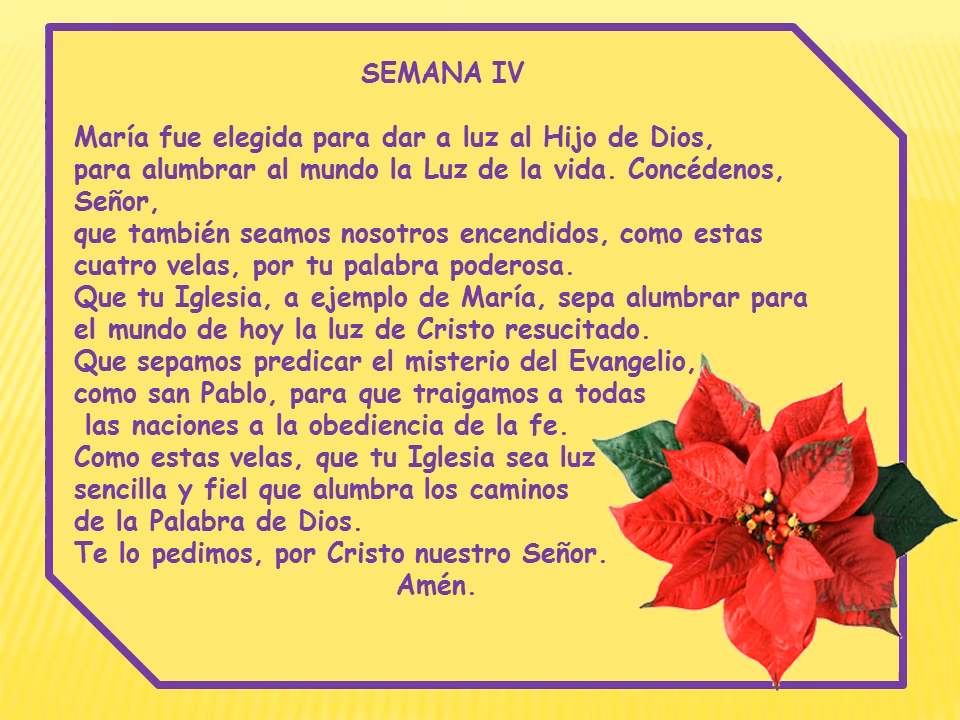 SEMANA IV
María fue elegida para dar a luz al Hijo de Dios,
para alumbrar al mundo la Luz de la vida. Concédenos,
Señor,
que también seamos nosotros encendidos, como estas
cuatro velas, por tu palabra poderosa.
Que tu Iglesia, a ejemplo de María, sepa alumbrar para
el mundo de hoy la luz de Cristo resucitado.
Que sepamos predicar el misterio del Evangelio,
como san Pablo, para que traigamos a todas
las naciones a la obediencia de la fe.
Como estas velas, que tu Iglesia sea luz
sencilla y fiel que alumbra los caminos
de la Palabra de Dios.
Te lo pedimos, por Cristo nuestro Señor.
Amén.